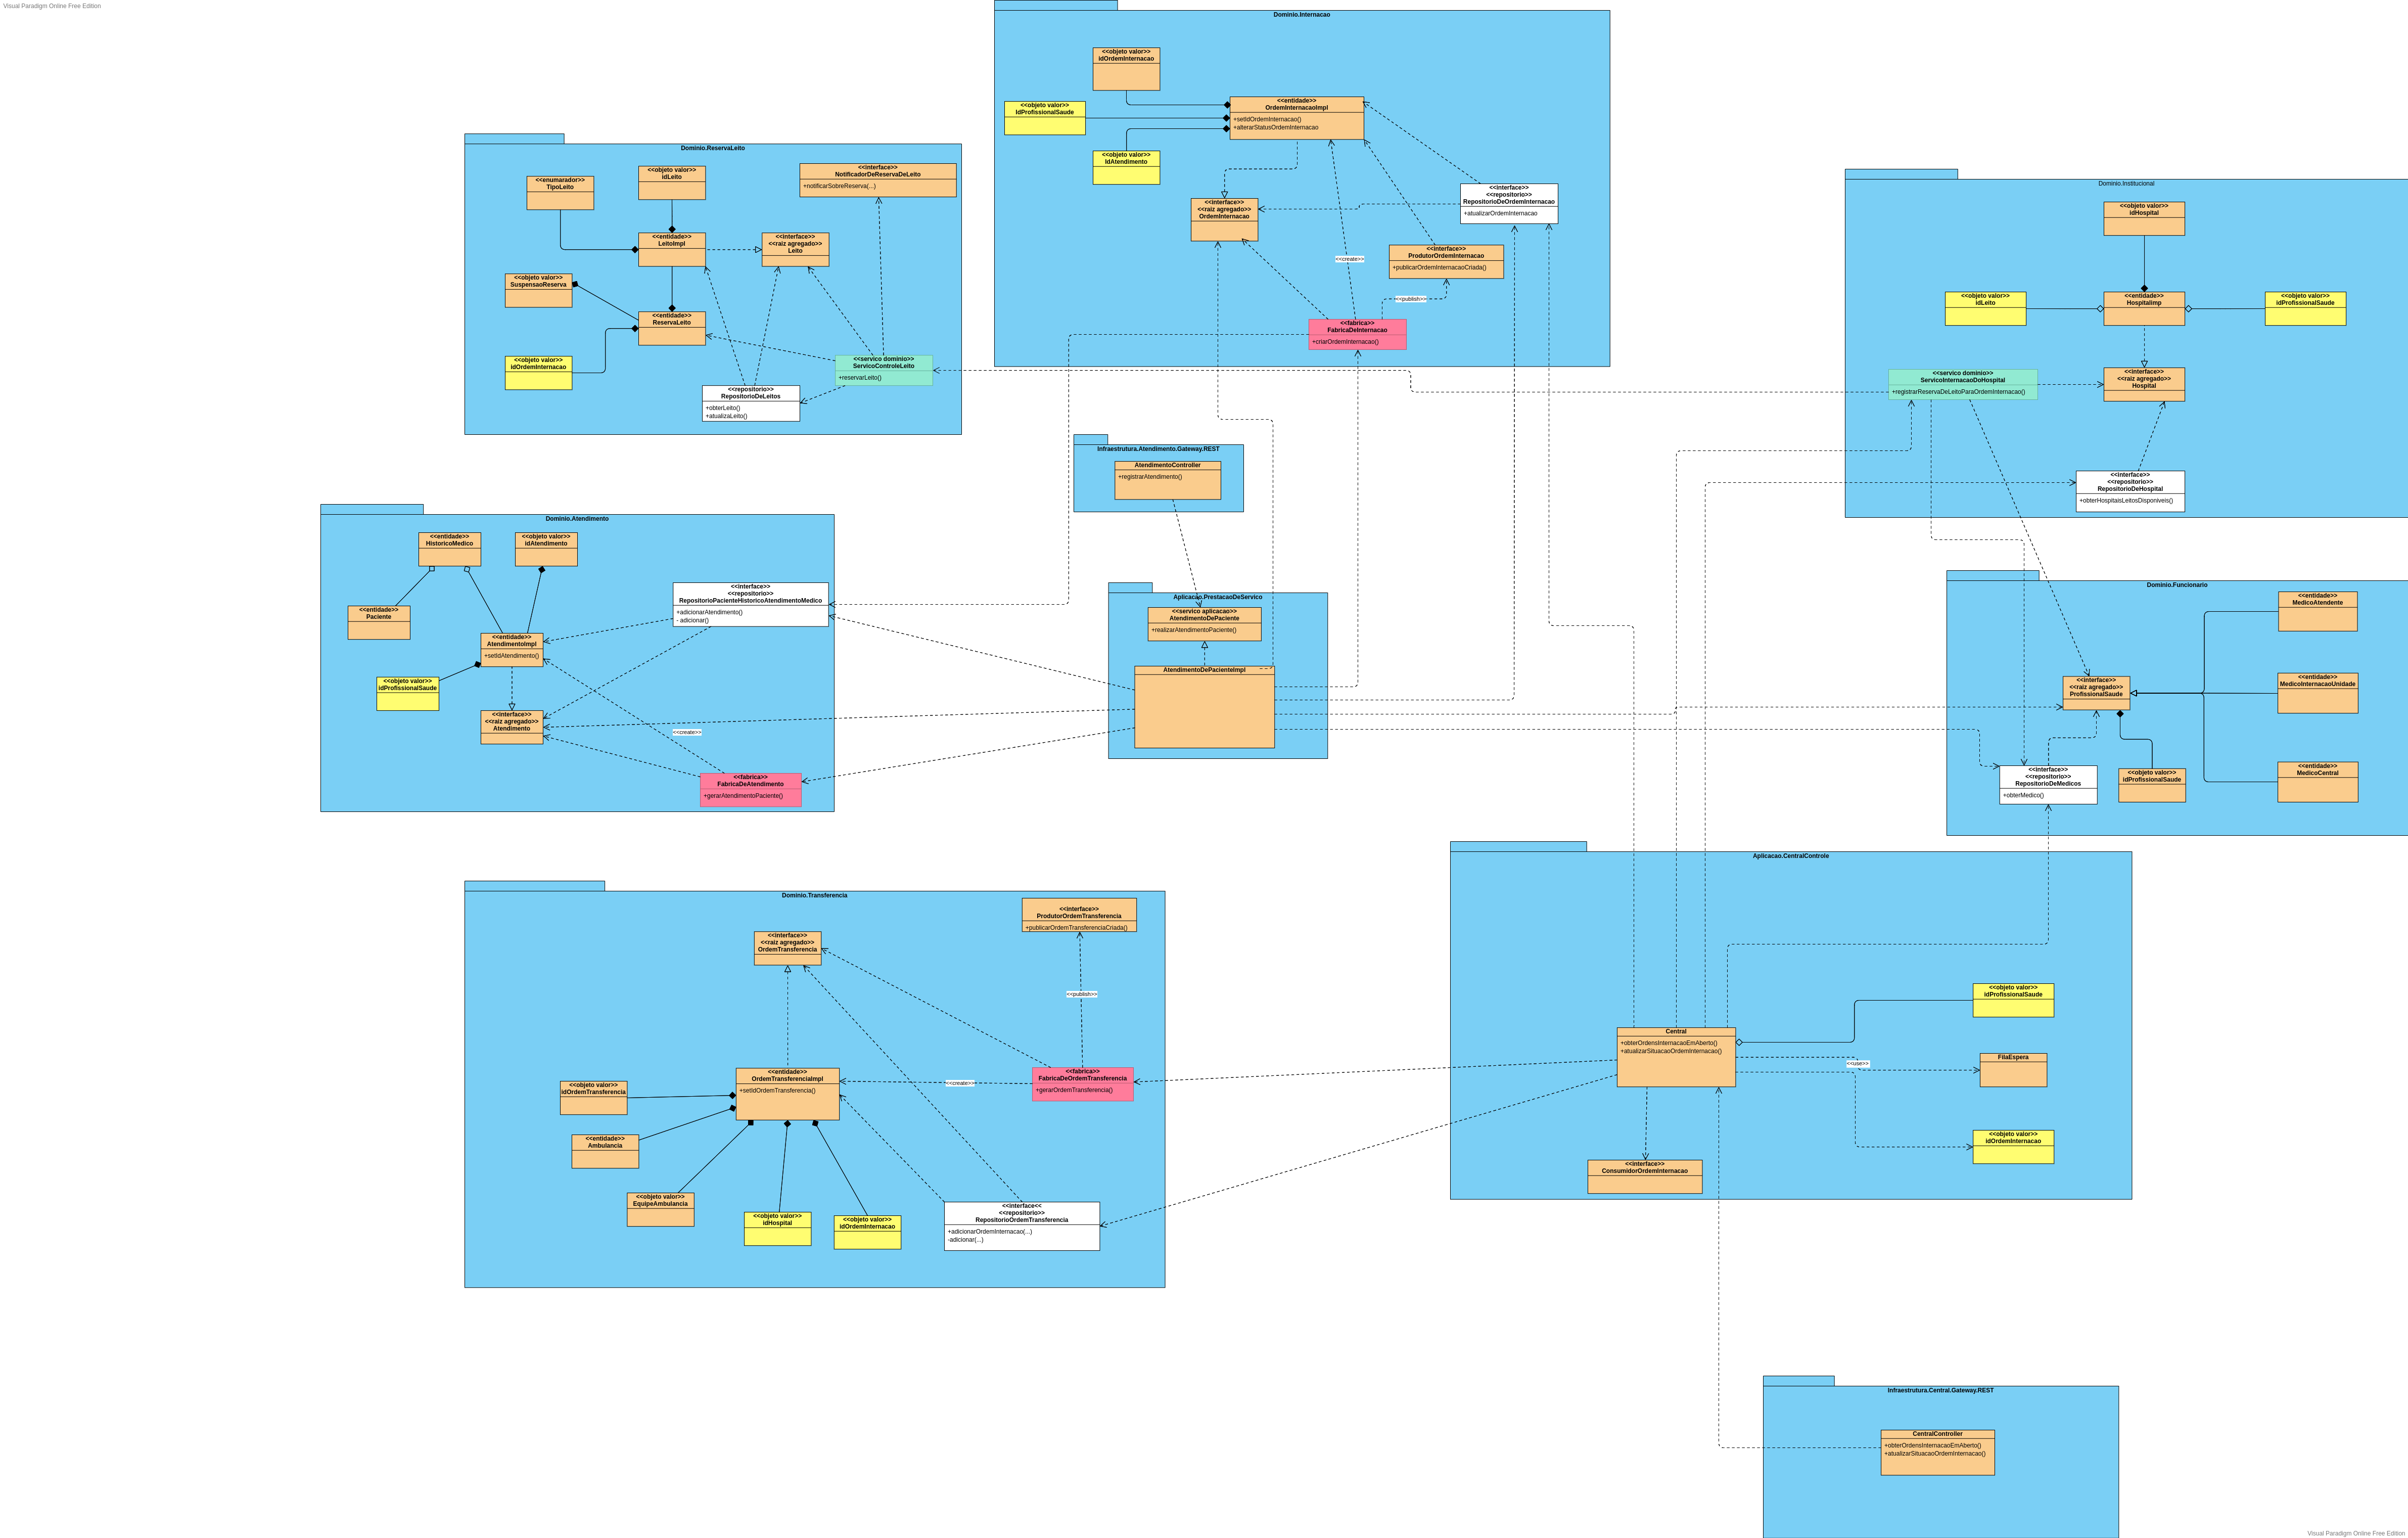 Visual Paradigm Online Free Edition
Dominio.Internacao
<<objeto valor>>
idOrdemInternacao
<<objeto valor>>
IdProfissionalSaude
<<objeto valor>>
IdAtendimento
<<entidade>>
OrdemInternacaoImpl
+setIdOrdemInternacao()
+alterarStatusOrdemInternacao
<<interface>>
<<raiz agregado>>
OrdemInternacao
<<interface>>
<<repositorio>>
RepositorioDeOrdemInternacao
+atualizarOrdemInternacao
<<interface>>
ProdutorOrdemInternacao
+publicarOrdemInternacaoCriada()
<<create>>
<<publish>>
<<fabrica>>
FabricaDeInternacao
+criarOrdemInternacao()
Dominio.ReservaLeito
<<enumarador>>
TipoLeito
<<objeto valor>>
idLeito
<<interface>>
NotificadorDeReservaDeLeito
+notificarSobreReserva(...)
<<entidade>>
LeitoImpl
<<interface>>
<<raiz agregado>>
Leito
<<objeto valor>>
SuspensaoReserva
<<entidade>>
ReservaLeito
<<objeto valor>>
idOrdemInternacao
<<servico dominio>>
ServicoControleLeito
+reservarLeito()
<<repositorio>>
RepositorioDeLeitos
+obterLeito()
+atualizaLeito()
Dominio.Institucional
<<objeto valor>>
idHospital
<<objeto valor>>
idLeito
<<entidade>>
HospitalImp
<<objeto valor>>
idProfissionalSaude
<<servico dominio>>
ServicoInternacaoDoHospital
+registrarReservaDeLeitoParaOrdemInternacao()
<<interface>>
<<raiz agregado>>
Hospital
<<interface>>
<<repositorio>>
RepositorioDeHospital
+obterHospitaisLeitosDisponiveis()
Infraestrutura.Atendimento.Gateway.REST
AtendimentoController
+registrarAtendimento()
Dominio.Atendimento
<<entidade>>
HistoricoMedico
<<objeto valor>>
idAtendimento
<<entidade>>
Paciente
<<interface>>
<<repositorio>>
RepositorioPacienteHistoricoAtendimentoMedico
+adicionarAtendimento()
- adicionar()
<<entidade>>
AtendimentoImpl
+setIdAtendimento()
<<objeto valor>>
idProfissionalSaude
<<interface>>
<<raiz agregado>>
Atendimento
<<create>>
<<fabrica>>
FabricaDeAtendimento
+gerarAtendimentoPaciente()
Aplicacao.PrestacaoDeServico
<<servico aplicacao>>
AtendimentoDePaciente
+realizarAtendimentoPaciente()
AtendimentoDePacienteImpl
Dominio.Funcionario
<<entidade>>
MedicoAtendente
<<interface>>
<<raiz agregado>>
ProfissionalSaude
<<entidade>>
MedicoInternacaoUnidade
<<interface>>
<<repositorio>>
RepositorioDeMedicos
+obterMedico()
<<objeto valor>>
idProfissionalSaude
<<entidade>>
MedicoCentral
Dominio.Transferencia
<<interface>>
ProdutorOrdemTransferencia
+publicarOrdemTransferenciaCriada()
<<interface>>
<<raiz agregado>>
OrdemTransferencia
<<publish>>
<<entidade>>
OrdemTransferenciaImpl
+setIdOrdemTransferencia()
<<create>>
<<fabrica>>
FabricaDeOrdemTransferencia
+gerarOrdemTransferencia()
<<objeto valor>>
idOrdemTransferencia
<<entidade>>
Ambulancia
<<objeto valor>>
EquipeAmbulancia
<<objeto valor>>
idHospital
<<objeto valor>>
idOrdemInternacao
<<interface<<
<<repositorio>>
RepositorioOrdemTransferencia
+adicionarOrdemInternacao(...)
-adicionar(...)
Aplicacao.CentralControle
<<objeto valor>>
idProfissionalSaude
Central
+obterOrdensInternacaoEmAberto()
+atualizarSituacaoOrdemInternacao()
<<use>>
FilaEspera
<<objeto valor>>
idOrdemInternacao
<<interface>>
ConsumidorOrdemInternacao
Infraestrutura.Central.Gateway.REST
CentralController
+obterOrdensInternacaoEmAberto()
+atualizarSituacaoOrdemInternacao()
Visual Paradigm Online Free Edition